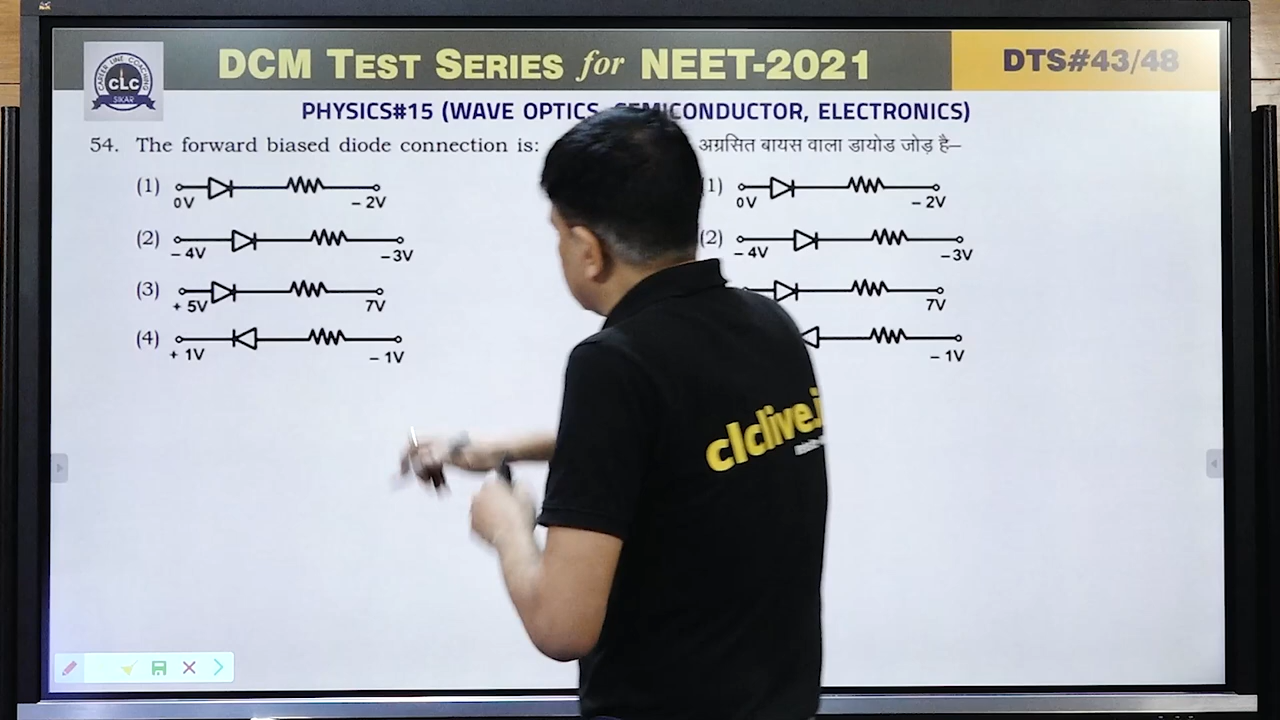 CAREER LINE COACHING
CLC
SIKAR
DCM TEST SERIES for NEET-2021
DTS#43/48
PHYSICS#15 (WAVE OPTICS, SEMICONDUCTOR, ELECTRONICS)
54. The forward biased diode connection is:
(1) 0V – 2V
(2) – 4V –3V
(3) + 5V 7V
(4) + 1V – 1V
अग्रसित बायस वाला डायोड जोड़ है–
1) 0V – 2V
(2) – 4V –3V
7V
– 1V
clclive.i